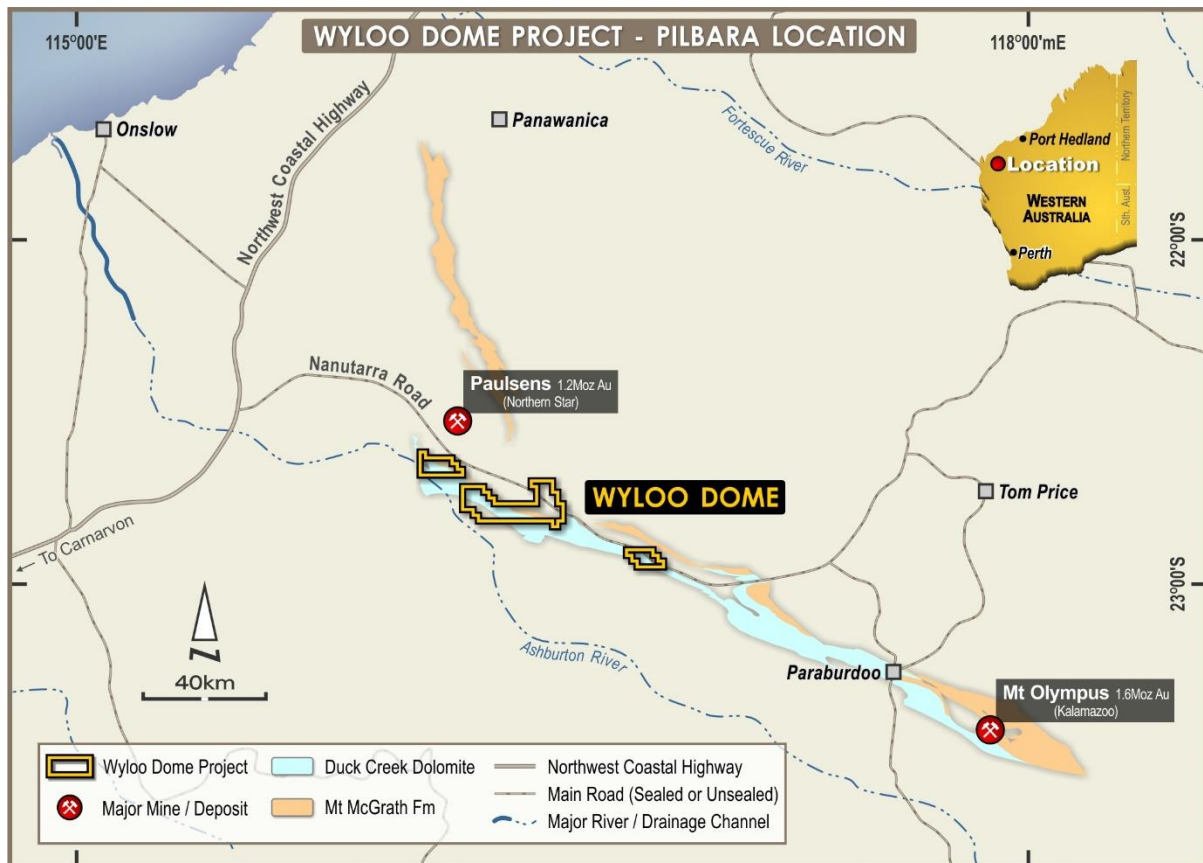 WYLOO DOME PROJECT - PILBARA LOCATION
115°00'E
118°00'mE
Onslow
Panawanica
Northwest Coastal Highway
Fortescue River
Port Hedland
Location
Northern Territory
WESTERN
AUSTRALIA
Sth. Aust.
Perth
22°00'S
Nanutarra Road
Paulsens 1.2Moz Au
(Northern Star)
WYLOO DOME
Tom Price
To Carnarvon
23°00'S
Ashburton River
N
40km
Paraburdoo
Mt Olympus 1.6Moz Au
(Kalamazoo)
Wyloo Dome Project
Duck Creek Dolomite
Northwest Coastal Highway
Major Mine / Deposit
Mt McGrath Fm
Main Road (Sealed or Unsealed)
Major River / Drainage Channel